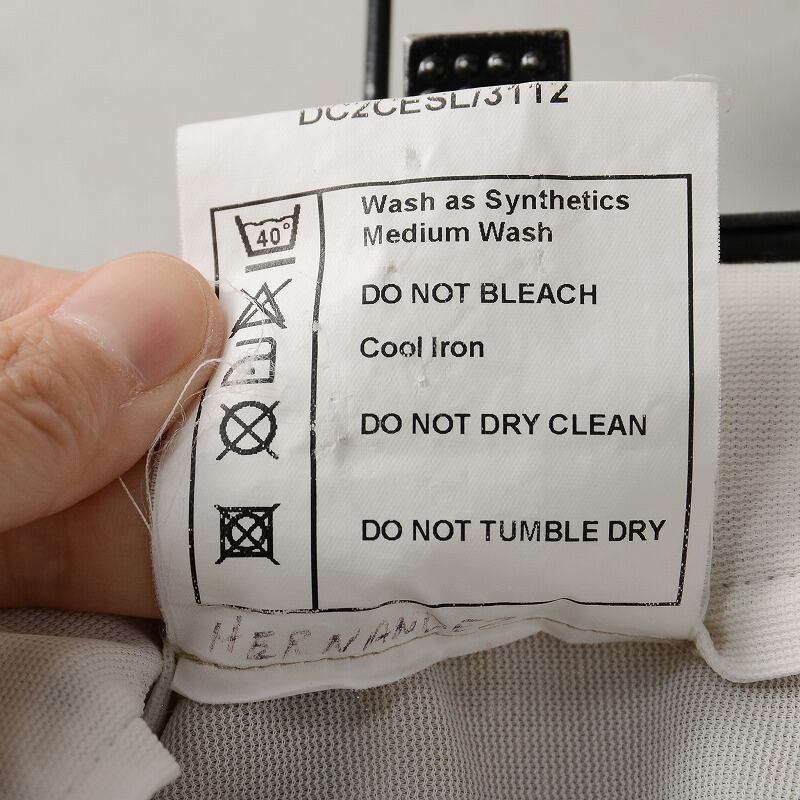 DC2CESL/3112
40°
Wash as Synthetics
Medium Wash
DO NOT BLEACH
Cool Iron
DO NOT DRY CLEAN
DO NOT TUMBLE DRY
HERNANDEZ